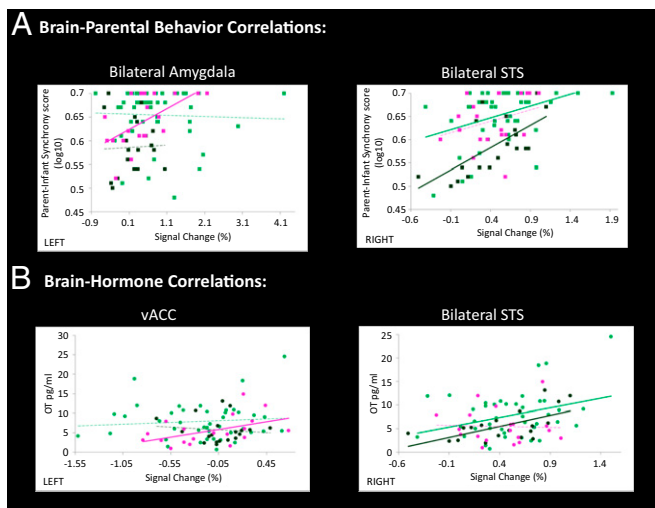 A Brain-Parental Behavior Correlations:
Bilateral Amygdala
Parent-Infant Synchrony score
(log10)
0.7
0.65
0.6
0.55
0.5
0.45
-0.9 0.1 1.1 2.1 3.1 4.1
Signal Change (%)
LEFT
Bilateral STS
Parent-Infant Synchrony score
(log10)
0.7
0.65
0.6
0.55
0.5
0.45
-0.6 -0.1 0.4 0.9 1.4 1.9
Signal Change (%)
RIGHT
B Brain-Hormone Correlations:
vACC
OT pg/ml
30
25
20
15
10
5
0
-1.55 -1.05 -0.55 -0.05 0.45
Signal Change (%)
LEFT
Bilateral STS
OT pg/ml
25
20
15
10
5
0
-0.6 -0.1 0.4 0.9 1.4
Signal Change (%)
RIGHT